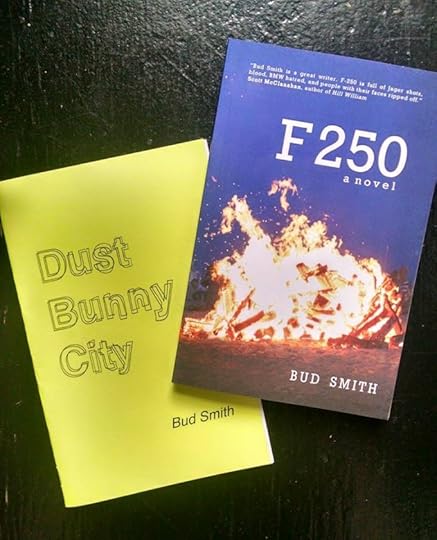 "Bud Smith is a great writer. F-250 is full of Jager shots,
blood, BMW hatred, and people with their faces ripped off."
Scott McClanahan, author of Hill William
F250
a novel
BUD SMITH
Dust
Bunny
City
Bud Smith